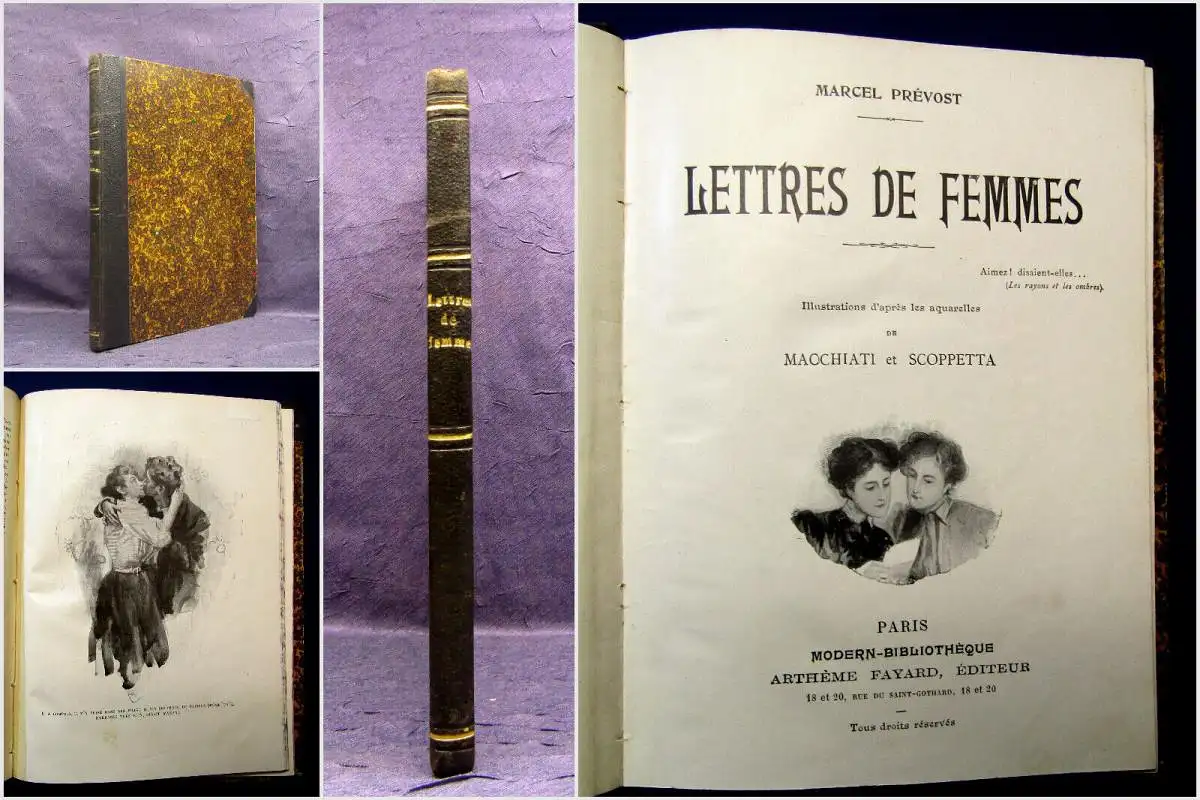 Lettres
de
femme
MARCEL PRÉVOST
LETTRES DE FEMMES
Aimez! disaient-elles...
(Les rayons et les ombres).
Illustrations d'après les aquarelles
DE
MACCHIATI et SCOPPETTA
PARIS
MODERN-BIBLIOTHÈQUE
ARTHÈME FAYARD, ÉDITEUR
18 et 20, RUE DU SAINT-GOTHARD, 18 et 20
Tous droits réservés